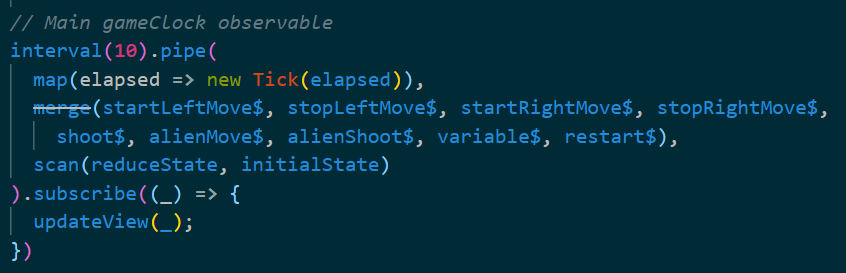 // Main gameClock observable
interval(10).pipe(
map(elapsed => new Tick(elapsed)),
merge(startLeftMove$, stopLeftMove$, startRightMove$, stopRightMove$,
shoot$, alienMove$, alienShoot$, variable$, restart$),
scan(reduceState, initialState)
).subscribe((_) => {
updateView(_);
})